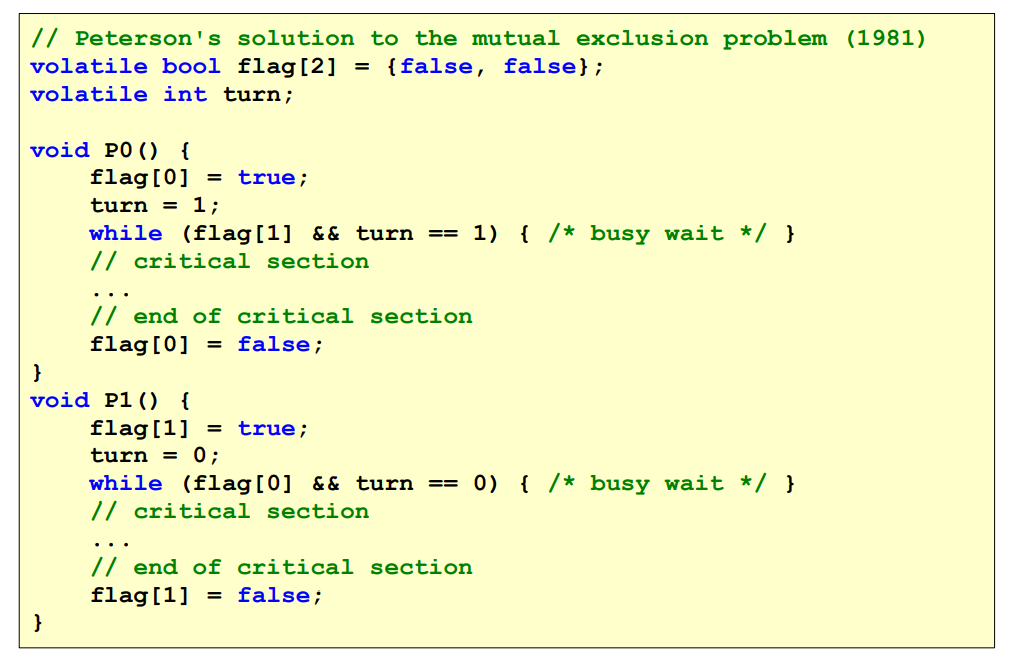 // Peterson's solution to the mutual exclusion problem (1981)
volatile bool flag[2] = {false, false};
volatile int turn;

void P0() {
    flag[0] = true;
    turn = 1;
    while (flag[1] && turn == 1) { /* busy wait */ }
    // critical section
    ...
    // end of critical section
    flag[0] = false;
}
void P1() {
    flag[1] = true;
    turn = 0;
    while (flag[0] && turn == 0) { /* busy wait */ }
    // critical section
    ...
    // end of critical section
    flag[1] = false;
}